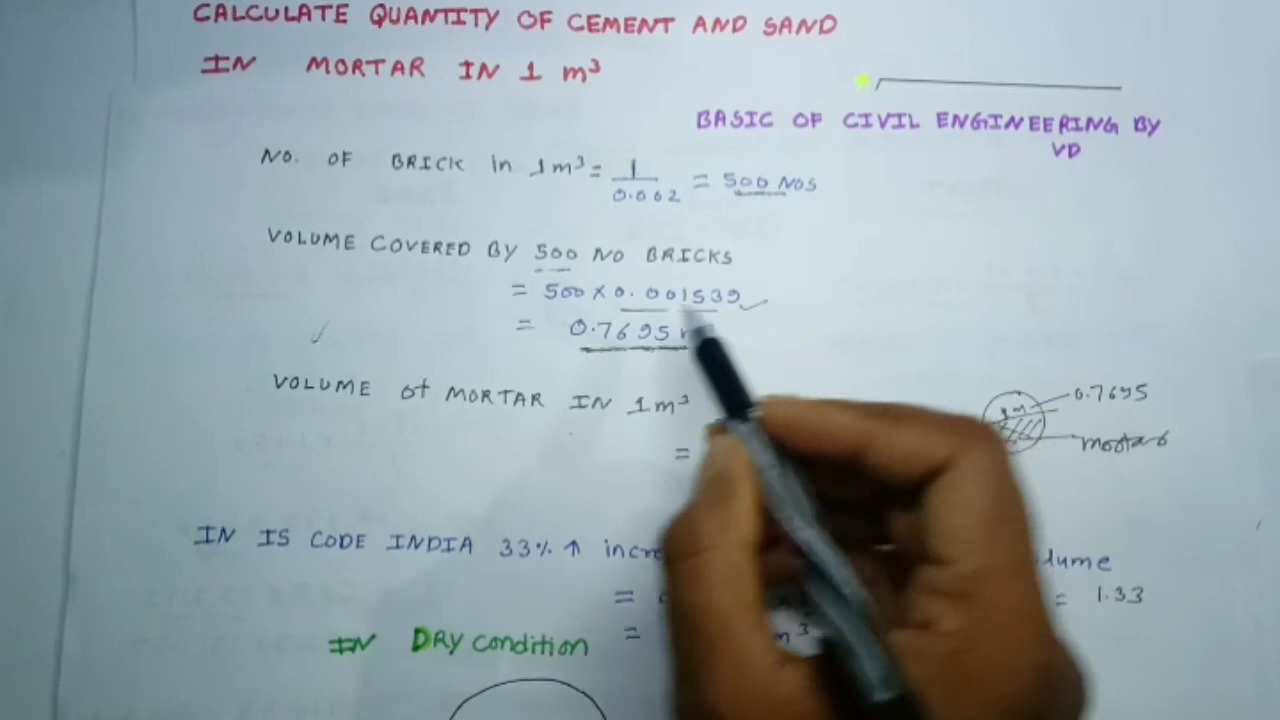 CALCULATE QUANTITY OF CEMENT AND SAND
IN MORTAR IN 1 m³
BASIC OF CIVIL ENGINEERING BY
VD
NO. OF BRICK in 1m³ = 1/0.002 = 500 NOS
VOLUME COVERED BY 500 NO BRICKS
= 500 × 0.001539
= 0.7695
VOLUME of MORTAR IN 1m³
=
0.7695
mortar
IN IS CODE INDIA 33% ↑
= 1.33
= m³
IN DRY condition